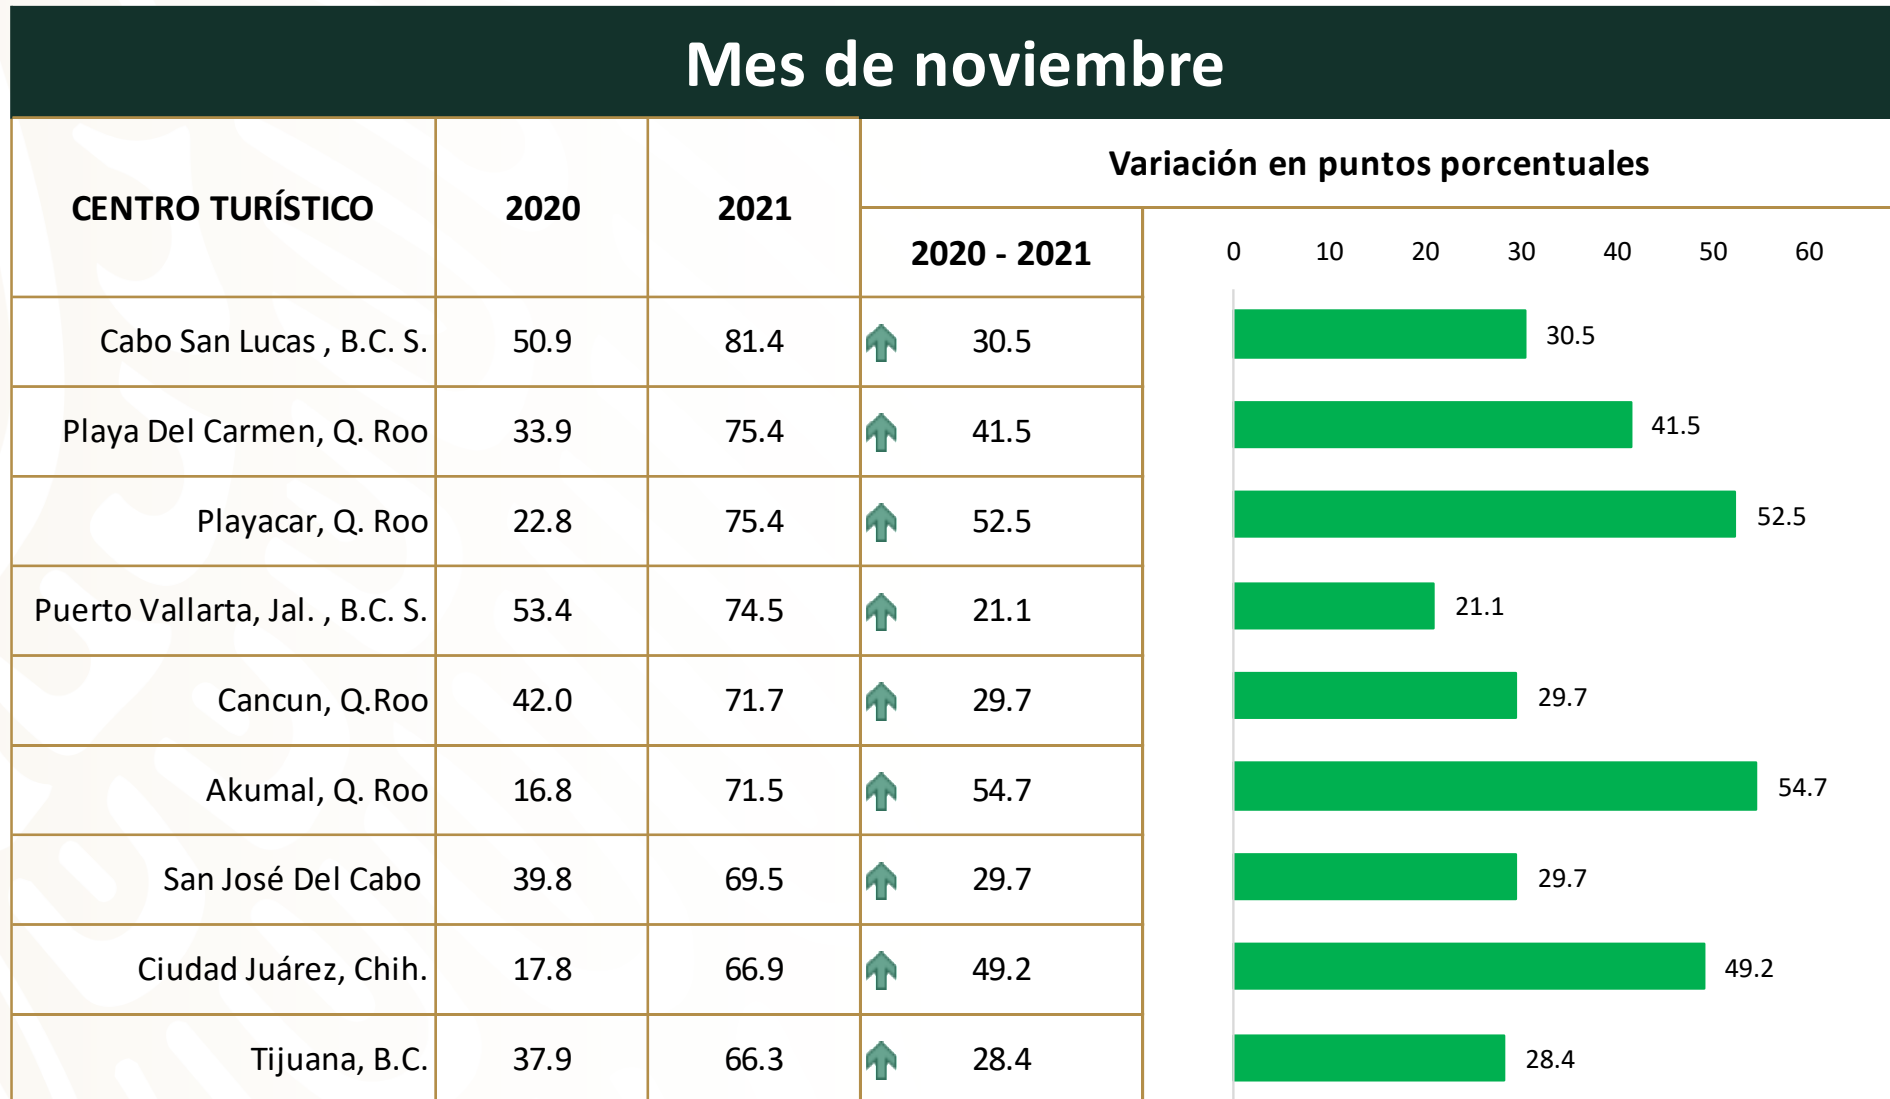 Mes de noviembre
CENTRO TURÍSTICO 2020 2021 Variación en puntos porcentuales
2020 - 2021 0 10 20 30 40 50 60
Cabo San Lucas , B.C. S. 50.9 81.4 30.5 30.5
Playa Del Carmen, Q. Roo 33.9 75.4 41.5 41.5
Playacar, Q. Roo 22.8 75.4 52.5 52.5
Puerto Vallarta, Jal. , B.C. S. 53.4 74.5 21.1 21.1
Cancun, Q.Roo 42.0 71.7 29.7 29.7
Akumal, Q. Roo 16.8 71.5 54.7 54.7
San José Del Cabo 39.8 69.5 29.7 29.7
Ciudad Juárez, Chih. 17.8 66.9 49.2 49.2
Tijuana, B.C. 37.9 66.3 28.4 28.4